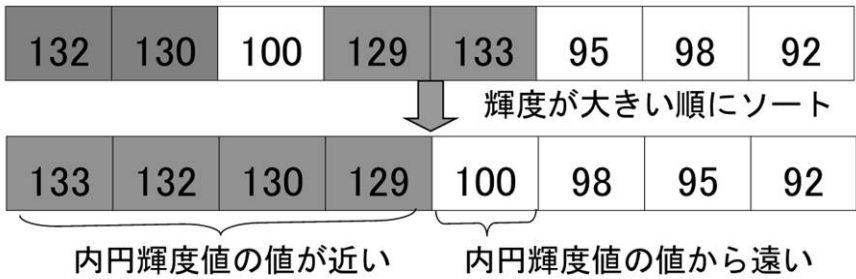 132 130 100 129 133 95 98 92
輝度が大きい順にソート
133 132 130 129 100 98 95 92
内円輝度値の値が近い 内円輝度値の値から遠い